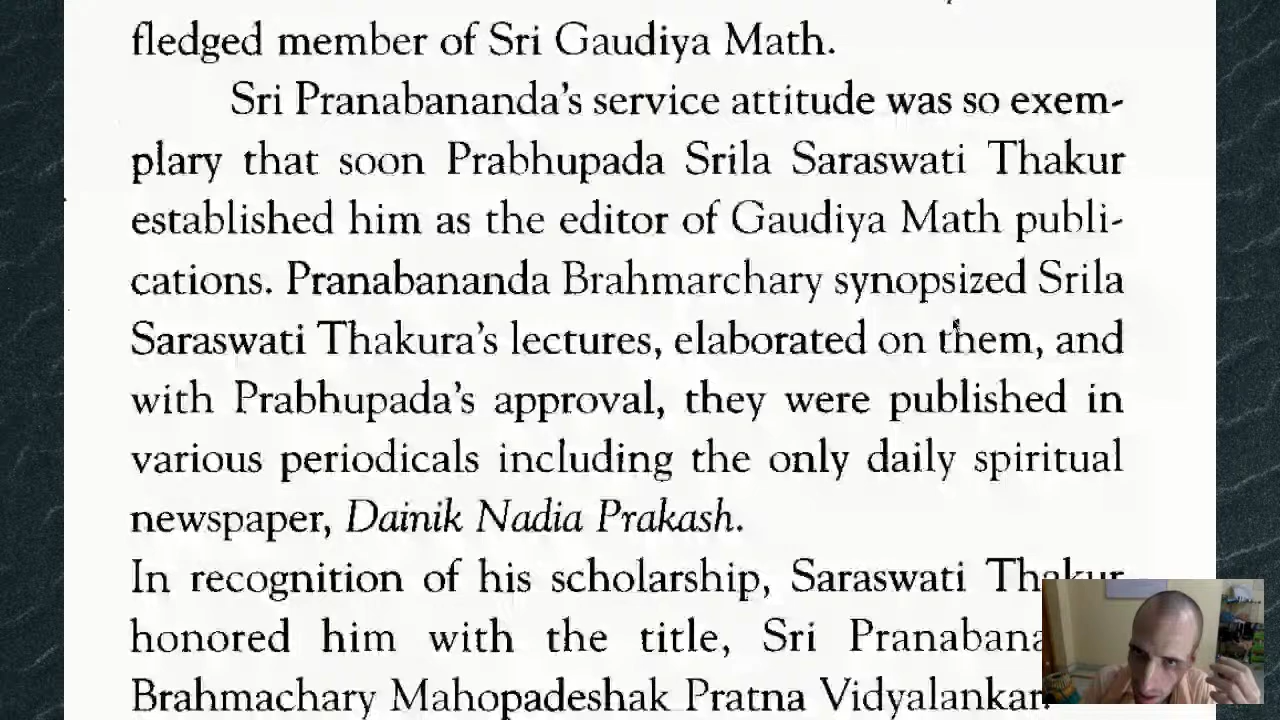 fledged member of Sri Gaudiya Math.
Sri Pranabananda's service attitude was so exem-
plary that soon Prabhupada Srila Saraswati Thakur
established him as the editor of Gaudiya Math publi-
cations. Pranabananda Brahmarchary synopsized Srila
Saraswati Thakura's lectures, elaborated on them, and
with Prabhupada's approval, they were published in
various periodicals including the only daily spiritual
newspaper, Dainik Nadia Prakash.
In recognition of his scholarship, Saraswati Thakur
honored him with the title, Sri
Brahmachary Mahopadeshak Pratna Vidyalankar.